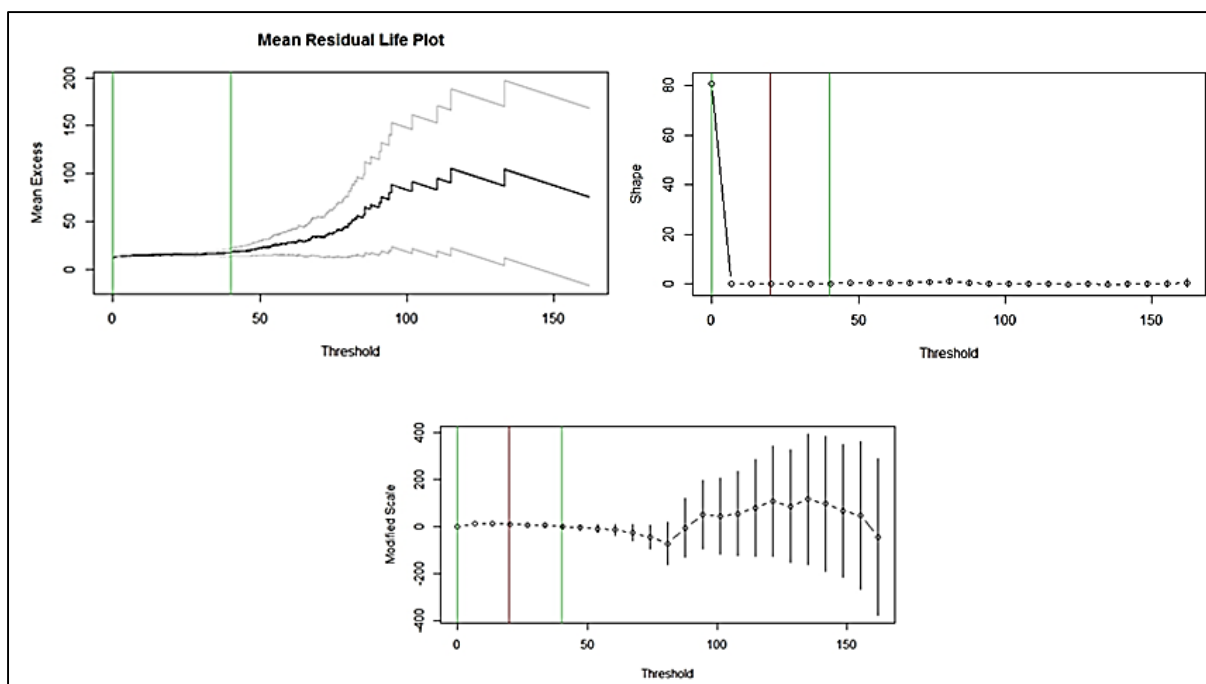 Mean Residual Life Plot
200
150
100
50
0
Mean Excess
0 50 100 150
Threshold
80
60
40
20
0
Shape
0 50 100 150
Threshold
400
200
0
-200
-400
Modified Scale
0 50 100 150
Threshold